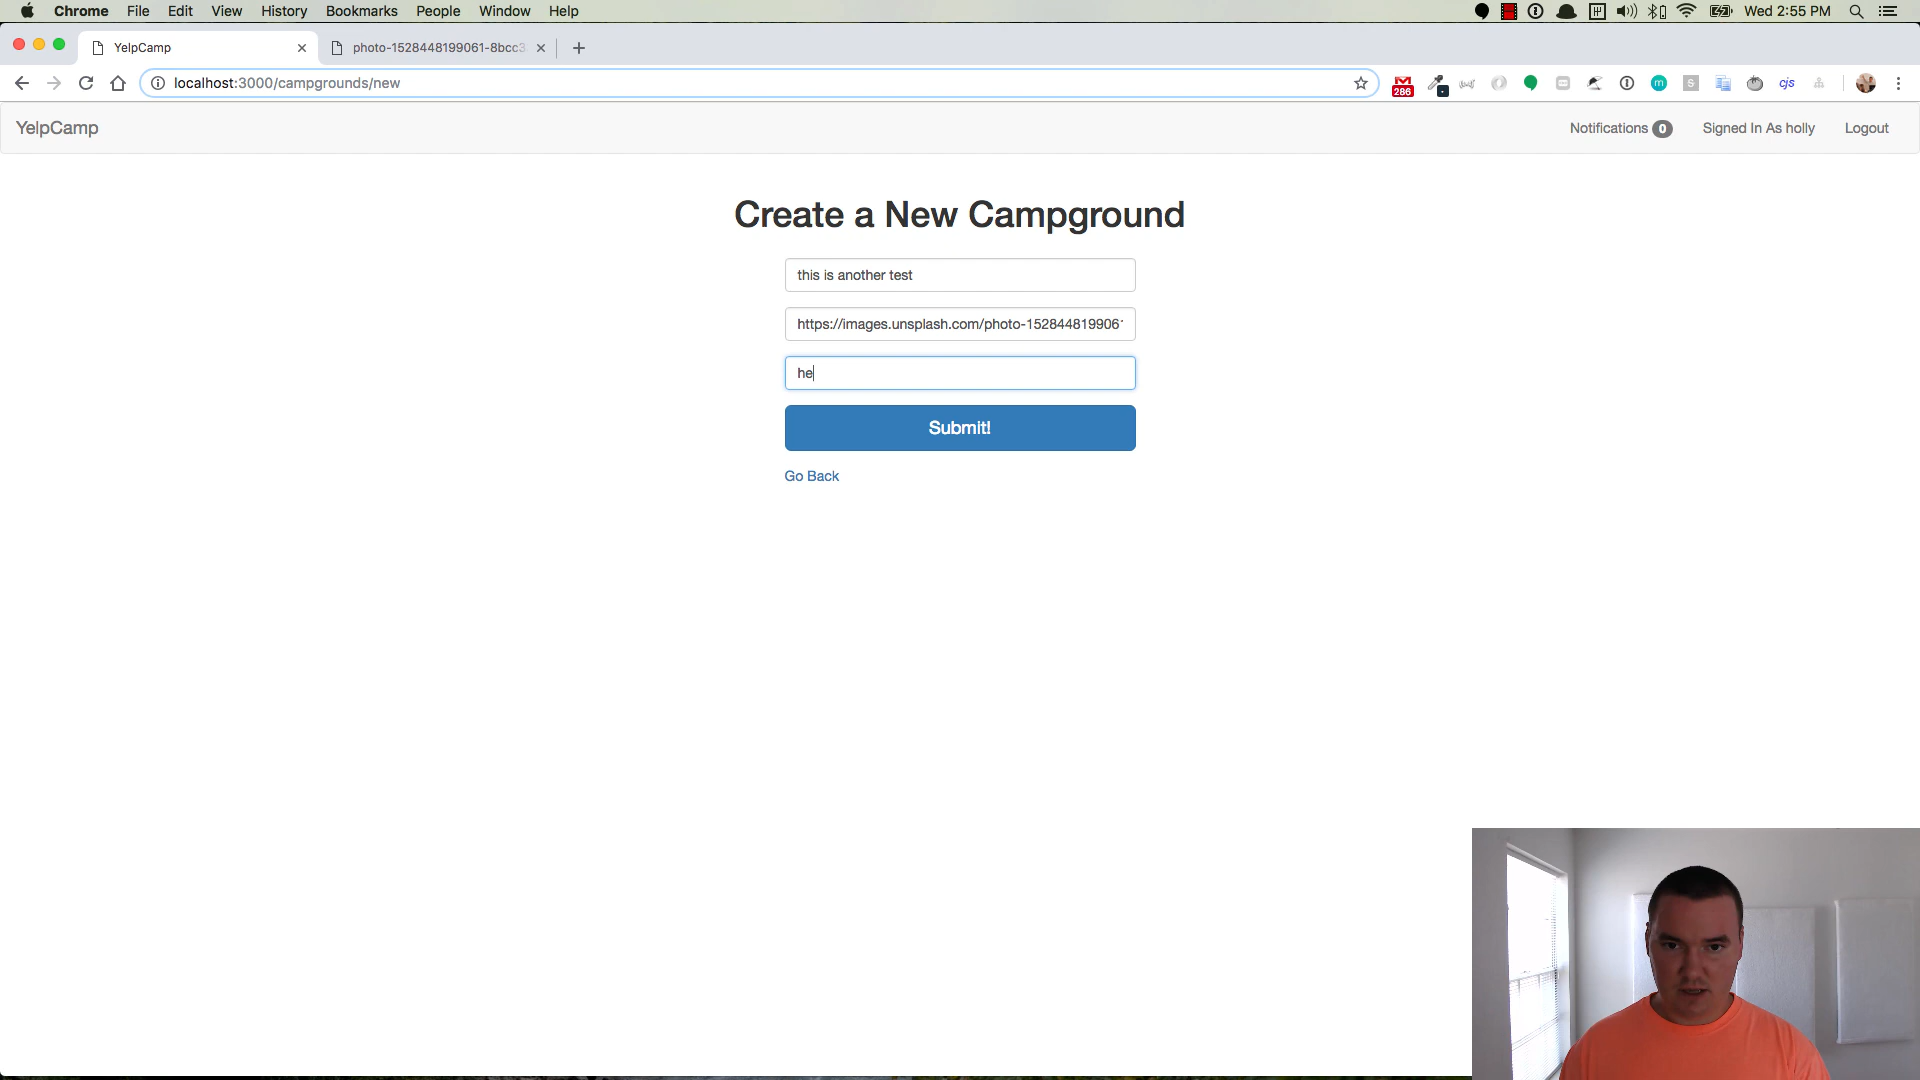 Chrome File Edit View History Bookmarks People Window Help
Wed 2:55 PM
YelpCamp
photo-1528448199061-8bcc3
localhost:3000/campgrounds/new
286
S
cjs
YelpCamp
Notifications 0
Signed In As holly
Logout
Create a New Campground
this is another test
https://images.unsplash.com/photo-152844819906
he
Submit!
Go Back